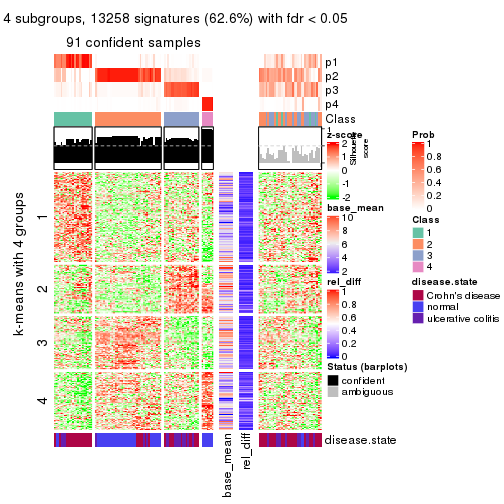 4 subgroups, 13258 signatures (62.6%) with fdr < 0.05
91 confident samples
p1
p2
p3
p4
Class
1
Silhouette score
k-means with 4 groups
1
2
3
4
base_mean
rel_diff
disease.state
z-score
2
1
0
-1
-2
base_mean
10
8
6
4
2
rel_diff
1
0.8
0.6
0.4
0.2
0
Status (barplots)
confident
ambiguous
Prob
1
0.8
0.6
0.4
0.2
0
Class
1
2
3
4
disease.state
Crohn's disease
normal
ulcerative colitis